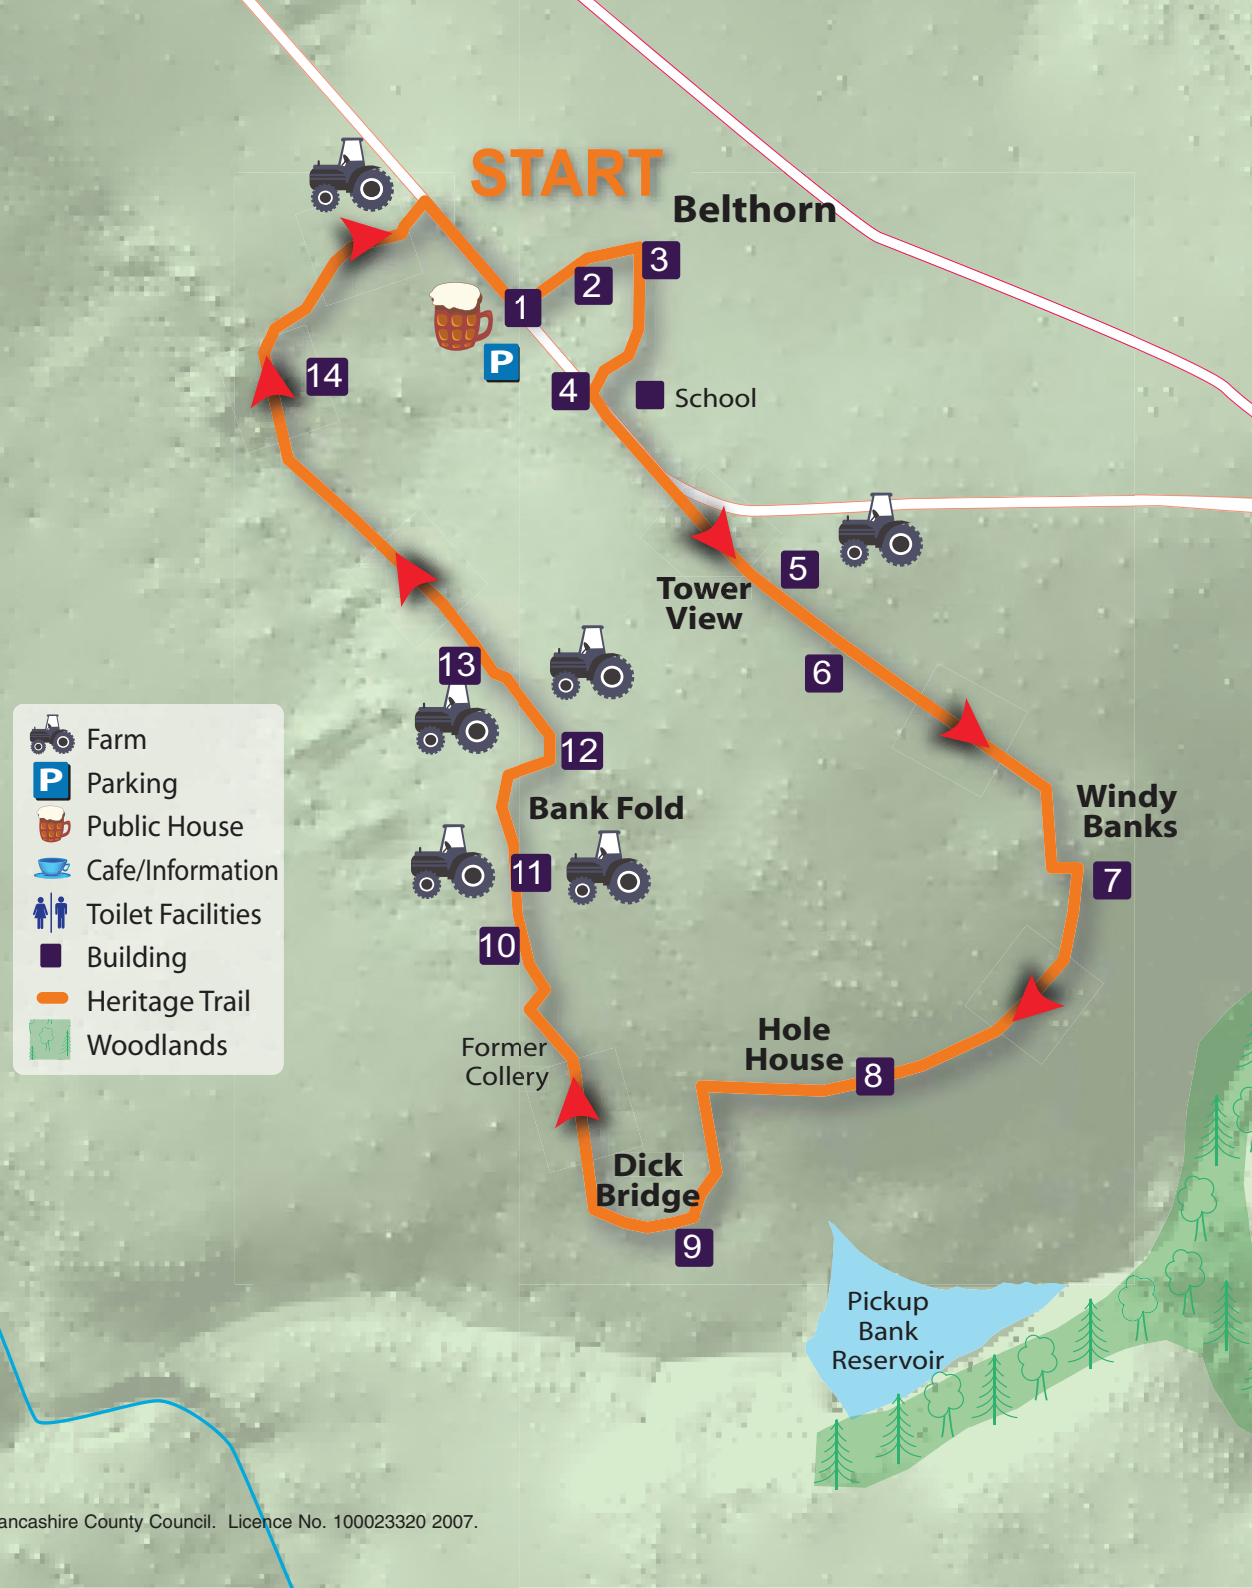 START
Belthorn
3
2
1
P
14
4
School
5
Tower
View
6
13
12
Bank Fold
Windy
Banks
7
11
10
Farm
P
Parking
Public House
Cafe/Information
Toilet Facilities
Building
Heritage Trail
Woodlands
Former
Collery
Hole
House
8
Dick
Bridge
9
Pickup
Bank
Reservoir
ancashire County Council. Licence No. 100023320 2007.